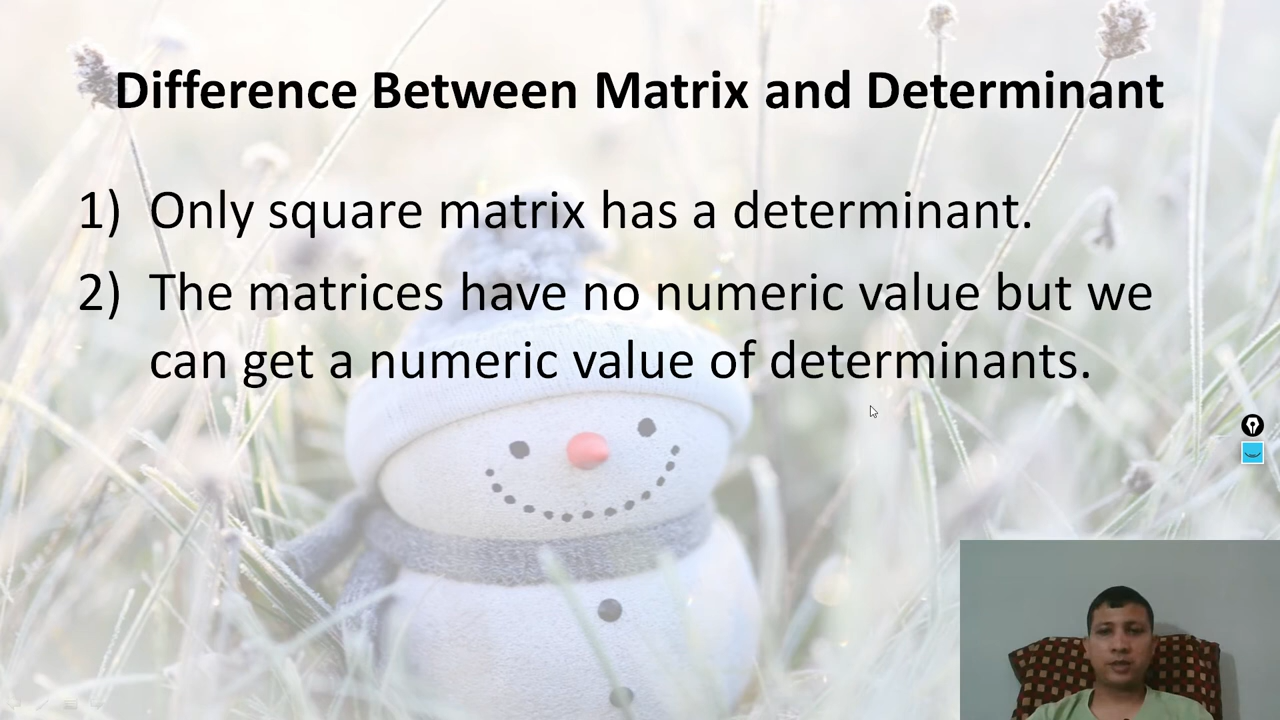 Difference Between Matrix and Determinant
1) Only square matrix has a determinant.
2) The matrices have no numeric value but we
can get a numeric value of determinants.